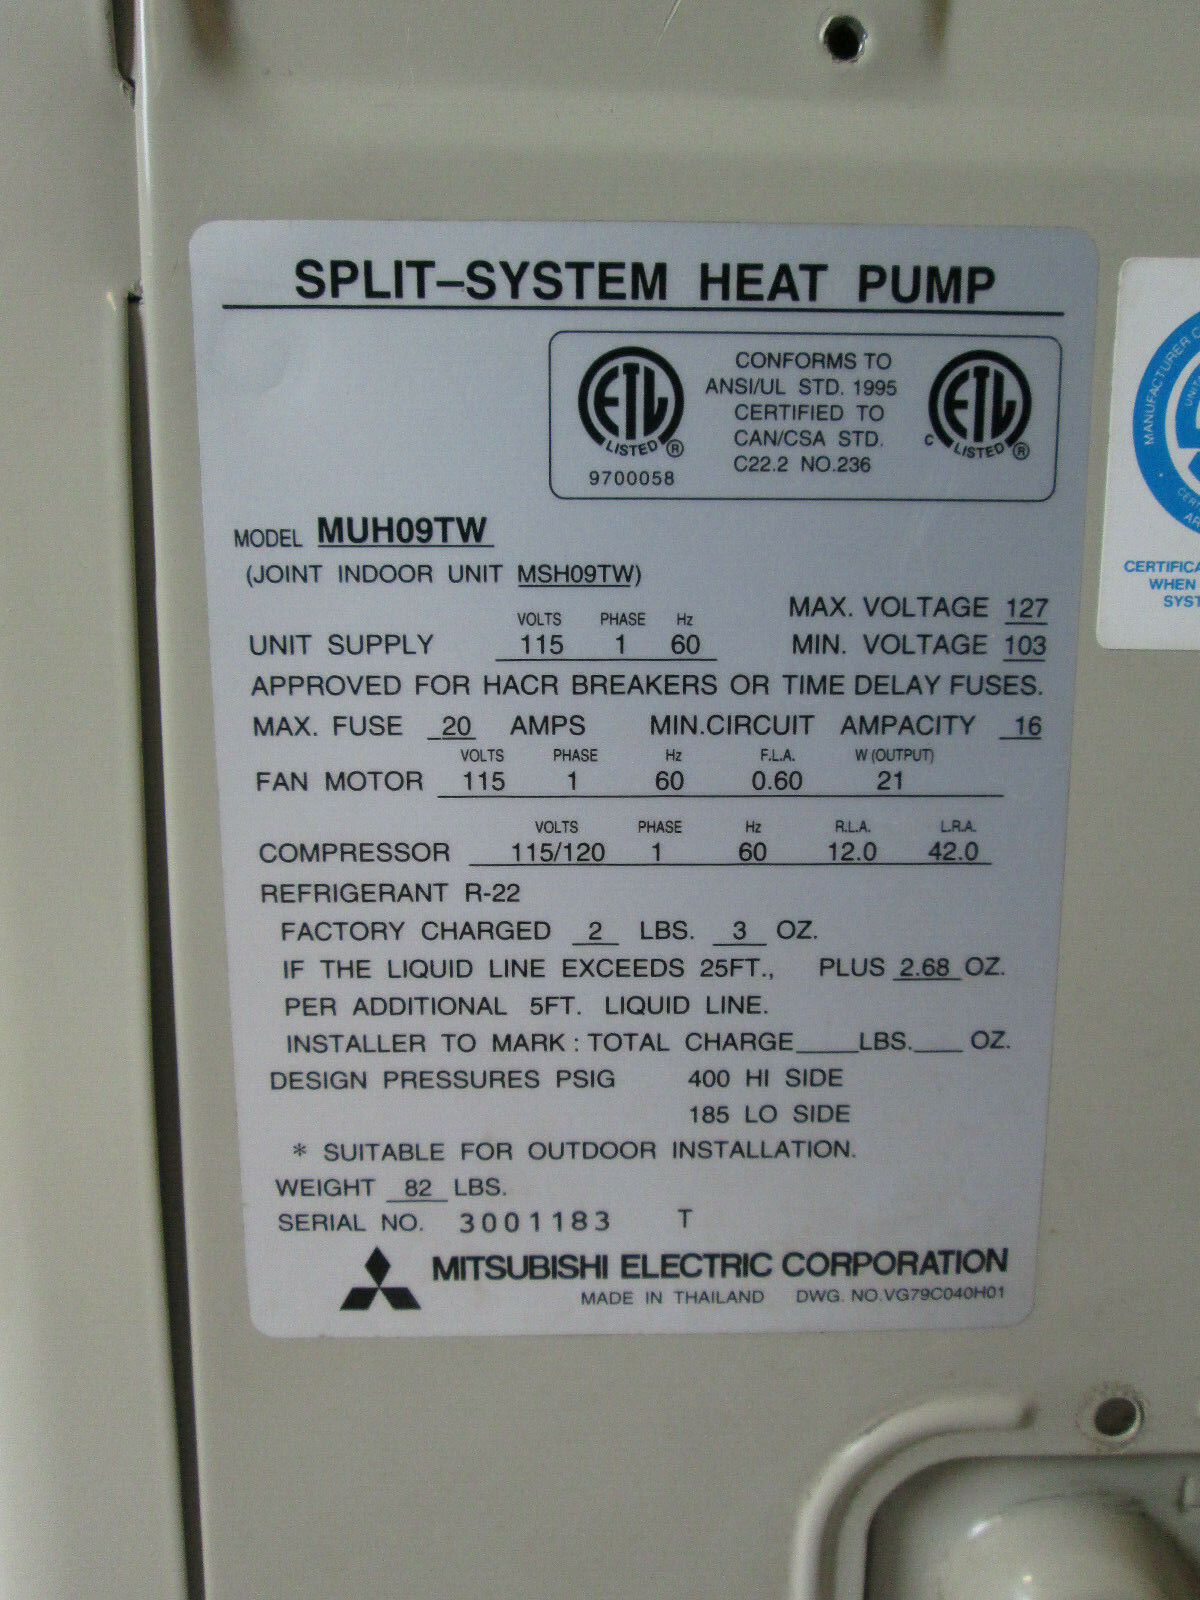 SPLIT–SYSTEM HEAT PUMP
ETL LISTED ®
9700058
CONFORMS TO
ANSI/UL STD. 1995
CERTIFIED TO
CAN/CSA STD.
C22.2 NO.236
C ETL LISTED ®
MODEL MUH09TW
(JOINT INDOOR UNIT MSH09TW)
VOLTS PHASE Hz MAX. VOLTAGE 127
UNIT SUPPLY 115 1 60 MIN. VOLTAGE 103
APPROVED FOR HACR BREAKERS OR TIME DELAY FUSES.
MAX. FUSE 20 AMPS MIN.CIRCUIT AMPACITY 16
VOLTS PHASE Hz F.L.A. W (OUTPUT)
FAN MOTOR 115 1 60 0.60 21
VOLTS PHASE Hz R.L.A. L.R.A.
COMPRESSOR 115/120 1 60 12.0 42.0
REFRIGERANT R-22
FACTORY CHARGED 2 LBS. 3 OZ.
IF THE LIQUID LINE EXCEEDS 25FT., PLUS 2.68 OZ.
PER ADDITIONAL 5FT. LIQUID LINE.
INSTALLER TO MARK : TOTAL CHARGE____LBS.___ OZ.
DESIGN PRESSURES PSIG 400 HI SIDE
185 LO SIDE
* SUITABLE FOR OUTDOOR INSTALLATION.
WEIGHT 82 LBS.
SERIAL NO. 3001183 T
MITSUBISHI ELECTRIC CORPORATION
MADE IN THAILAND DWG. NO.VG79C040H01
MANUFACTURER
WHEN